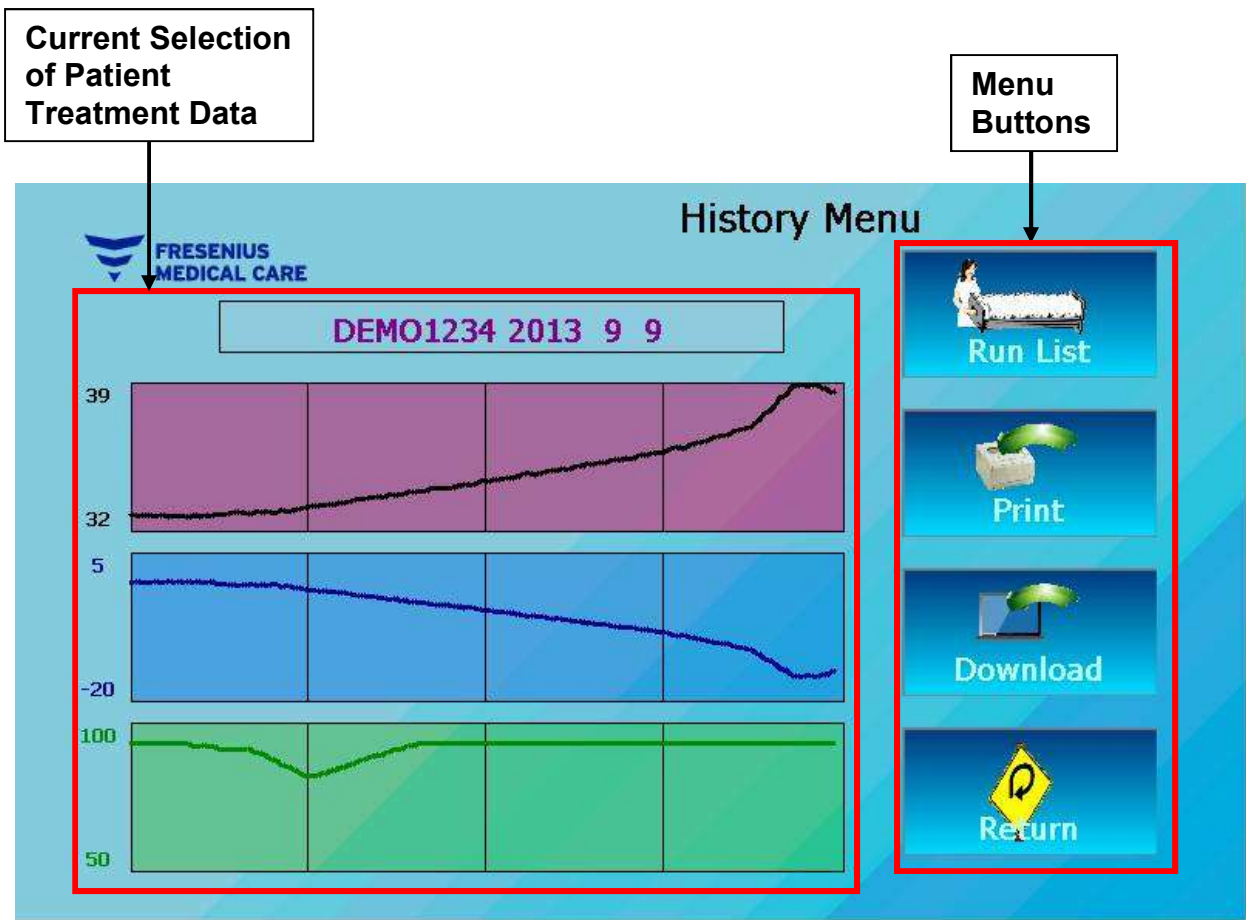 Current Selection
of Patient
Treatment Data
Menu
Buttons
History Menu
FRESENIUS
MEDICAL CARE
DEMO1234 2013 9 9
39
32
5
-20
100
50
Run List
Print
Download
Return